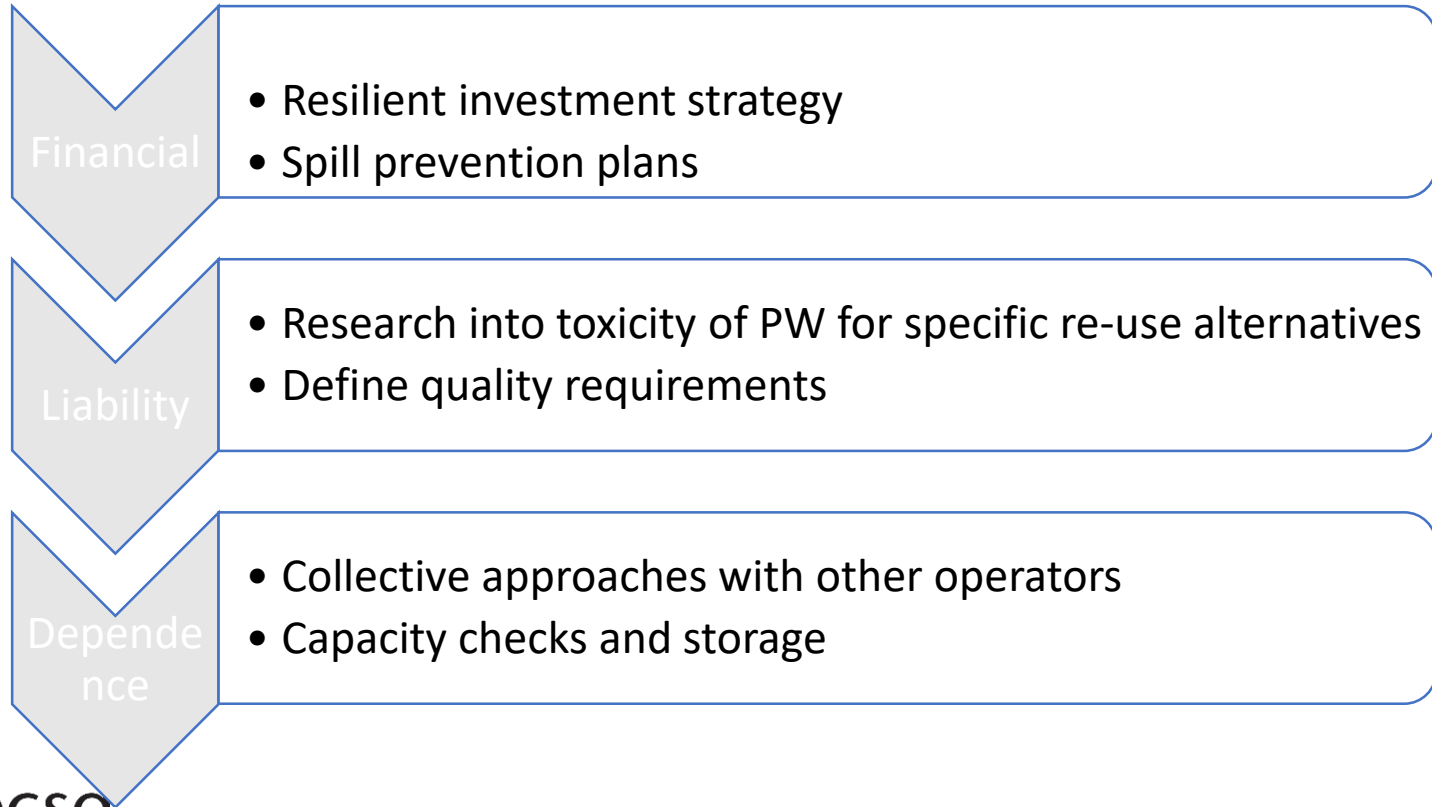 Financial
• Resilient investment strategy
• Spill prevention plans
Liability
• Research into toxicity of PW for specific re-use alternatives
• Define quality requirements
Depende
nce
• Collective approaches with other operators
• Capacity checks and storage